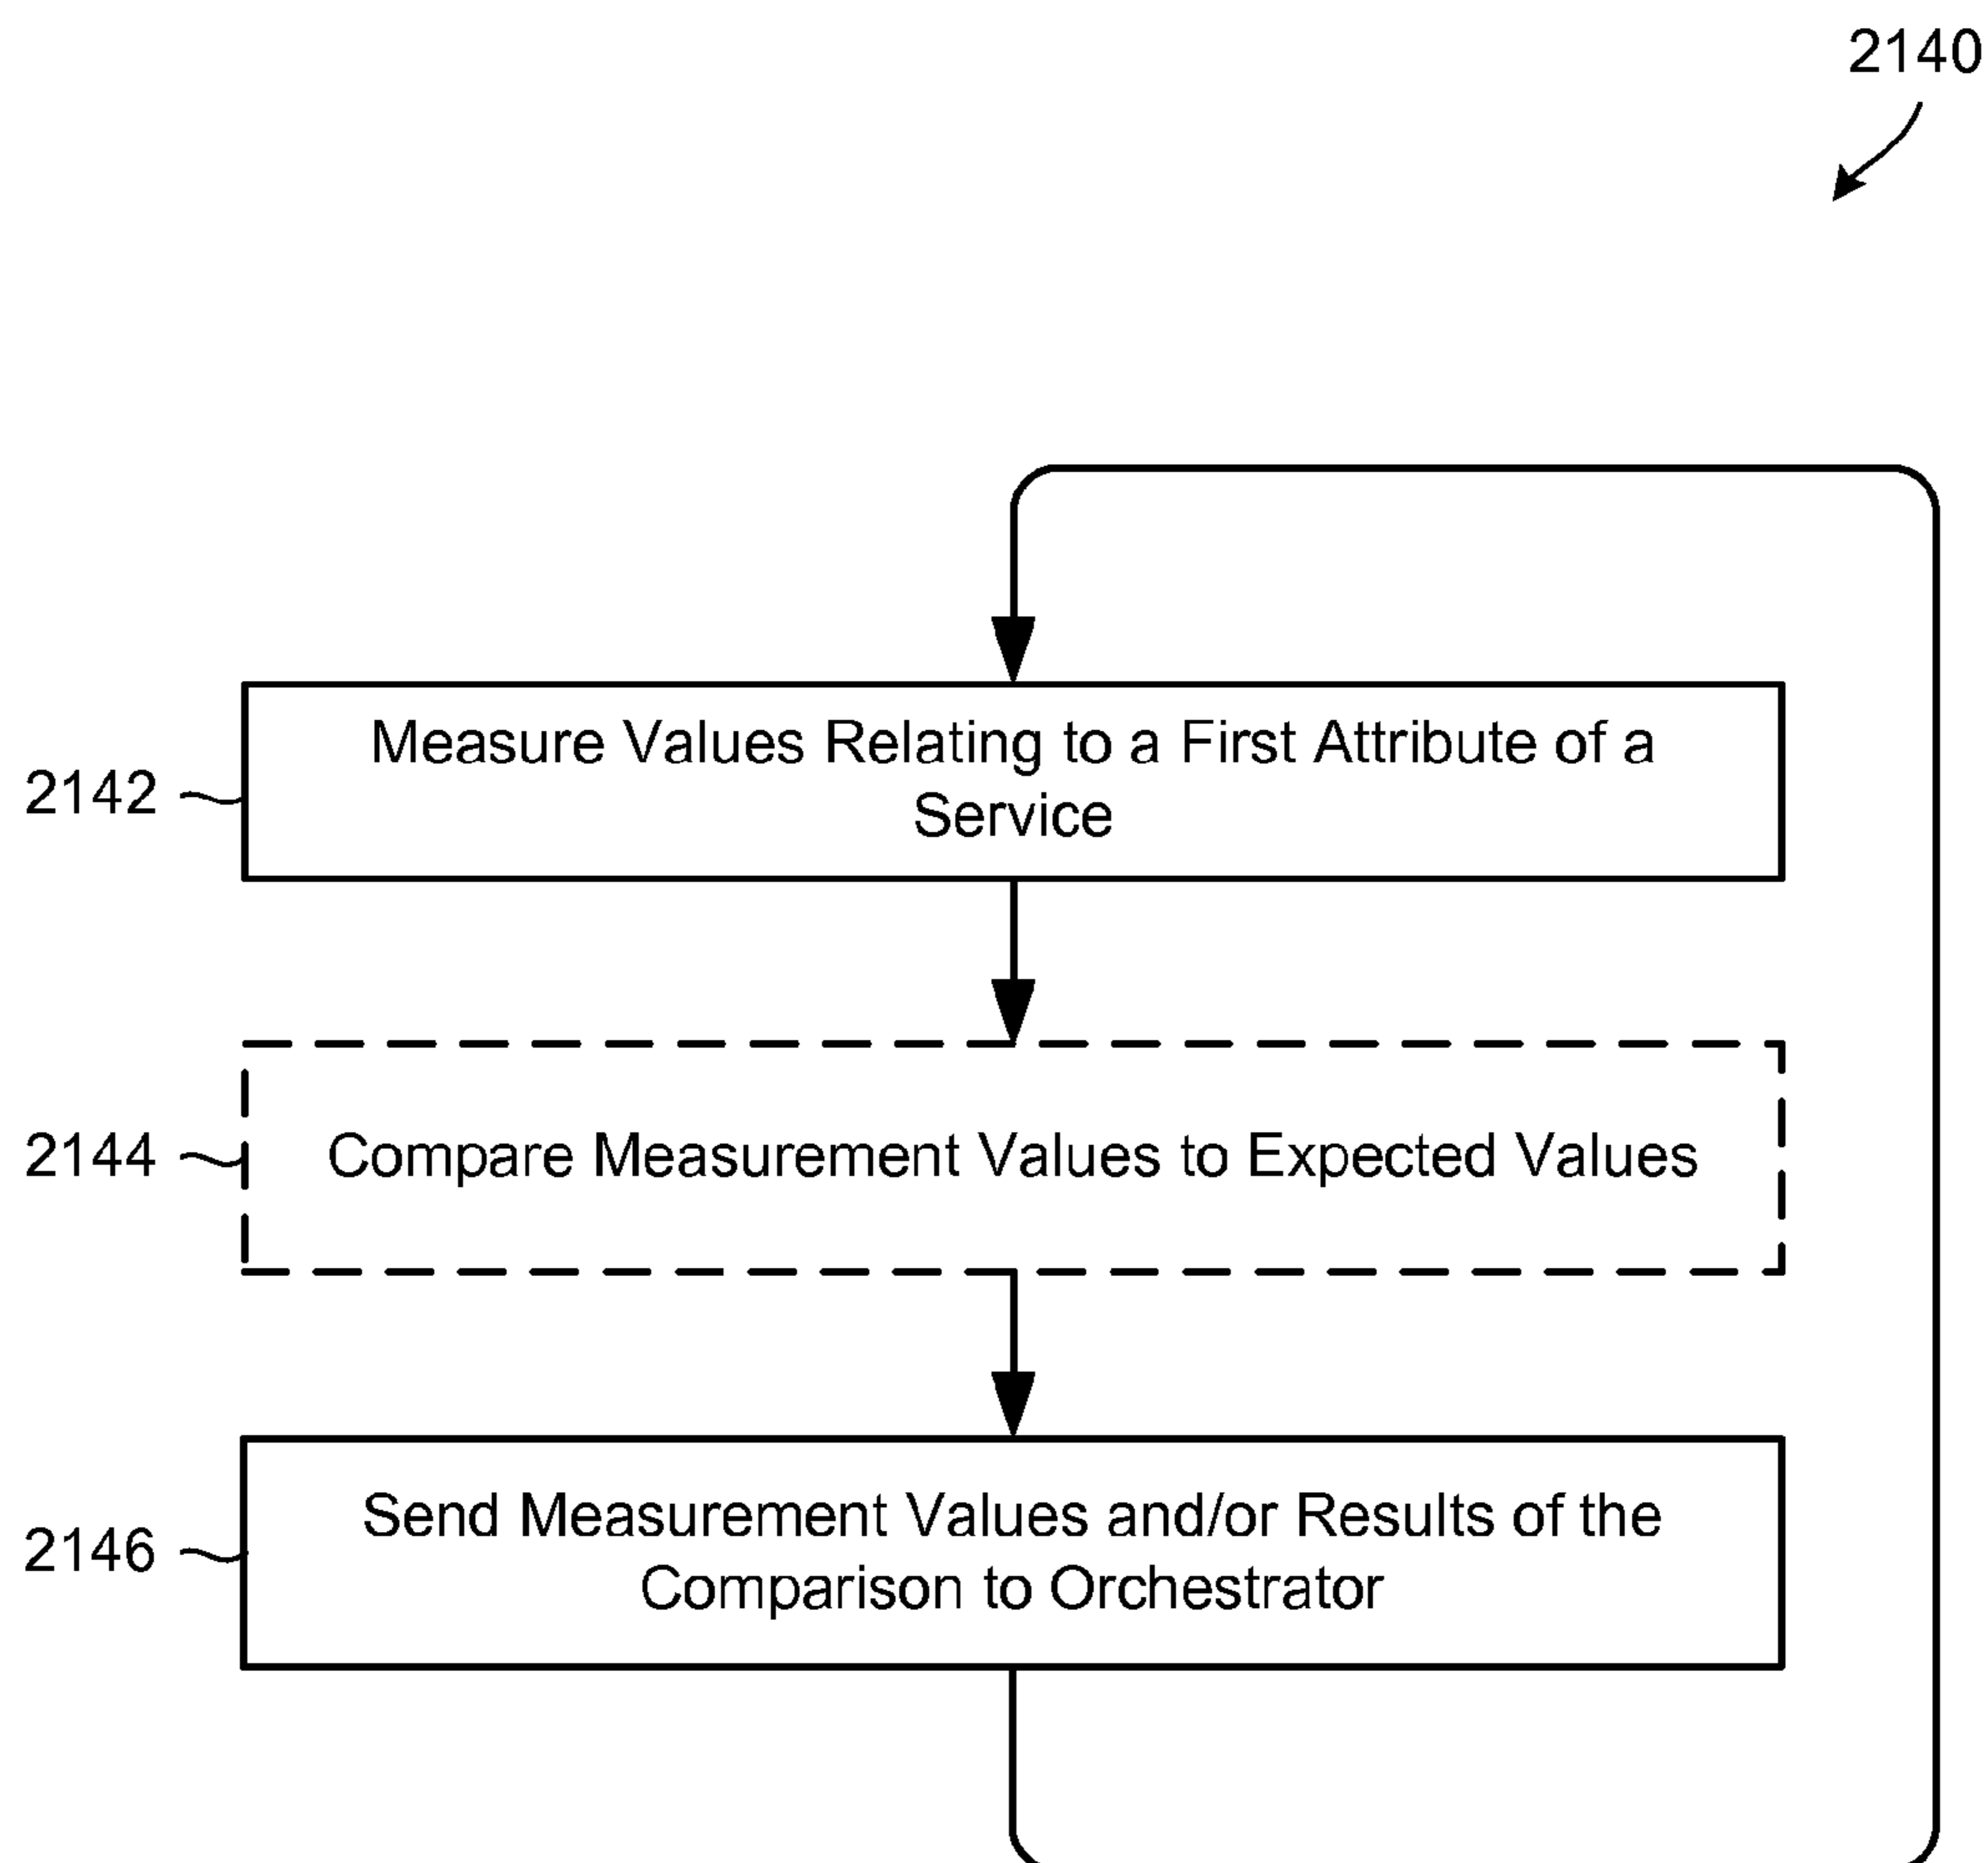 2140
2142
Measure Values Relating to a First Attribute of a
Service
2144
Compare Measurement Values to Expected Values
2146
Send Measurement Values and/or Results of the
Comparison to Orchestrator